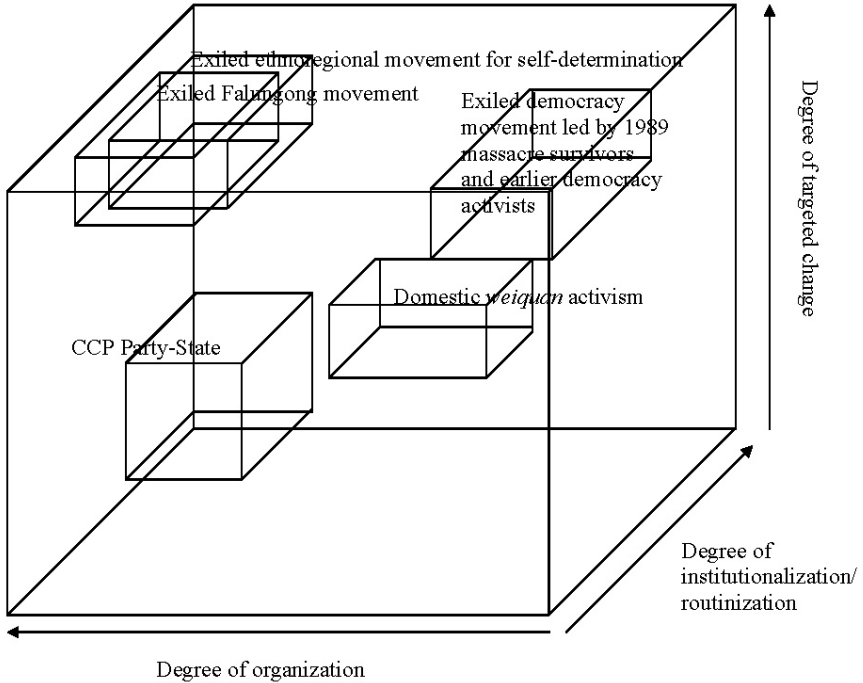 Exiled ethnoregional movement for self-determination
Exiled Falungong movement
Exiled democracy
movement led by 1989
massacre survivors
and earlier democracy
activists
Degree of targeted change
Domestic weiquan activism
CCP Party-State
Degree of
institutionalization/
routinization
Degree of organization